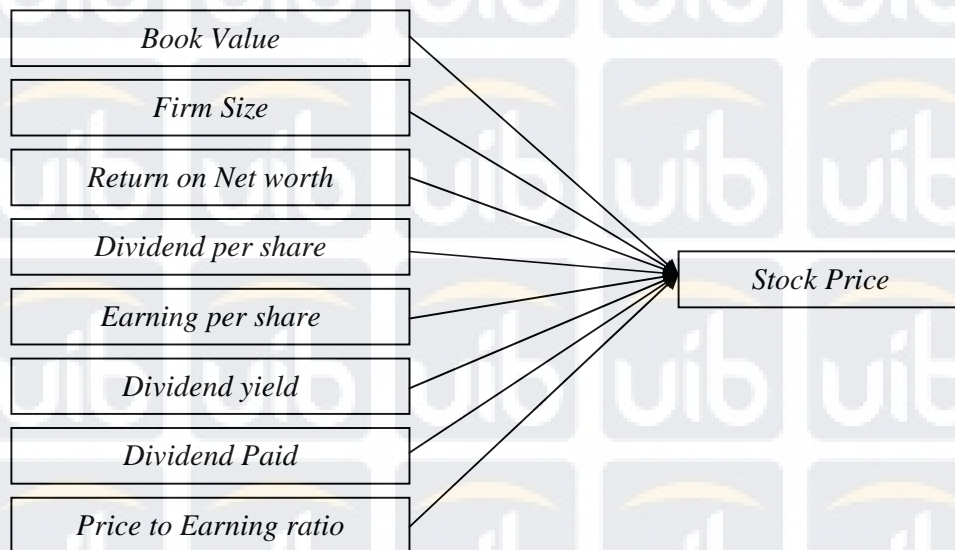 Book Value
Firm Size
Return on Net worth
Dividend per share
Earning per share
Dividend yield
Dividend Paid
Price to Earning ratio
Stock Price
uib